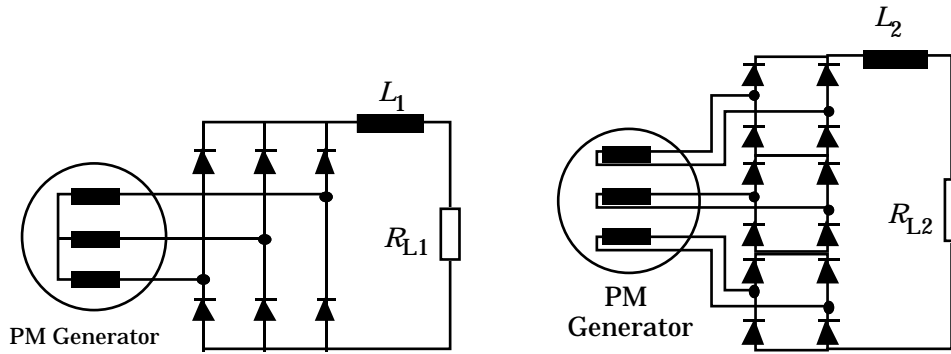 L1
RL1
PM Generator
L2
RL2
PM
Generator